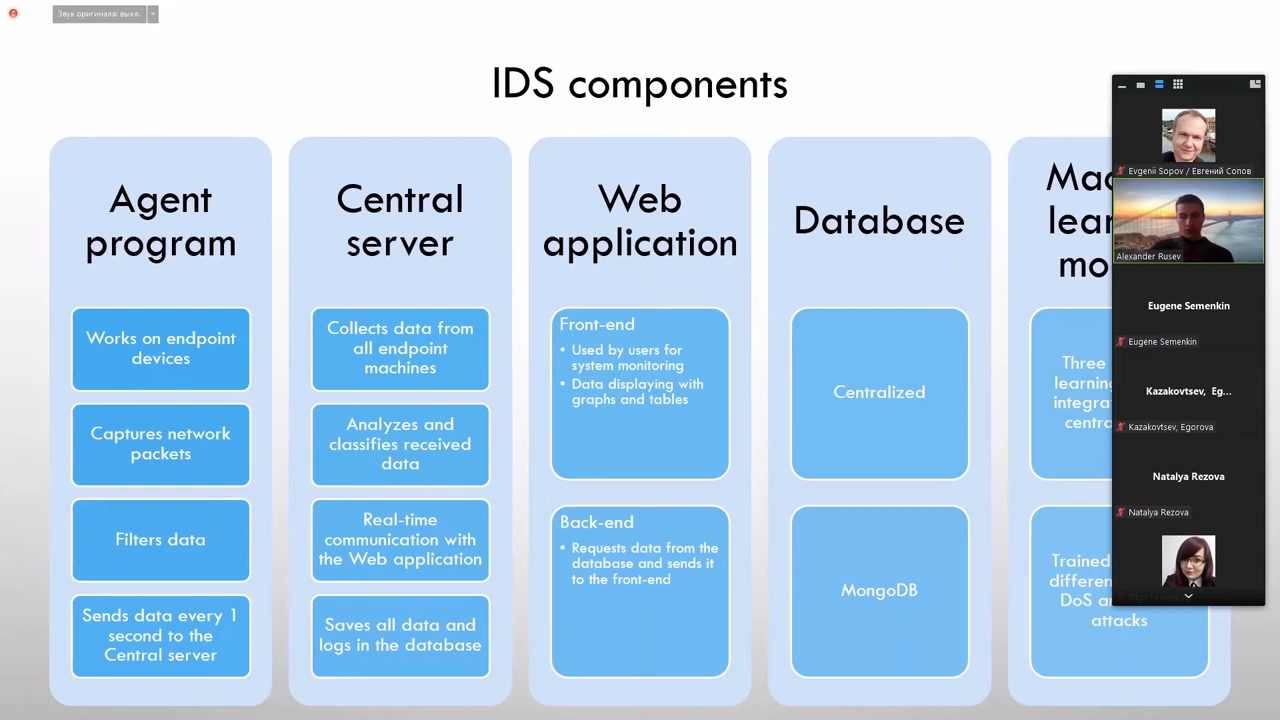 Звук оригинала: выкл.
IDS components
Agent
program
Works on endpoint
devices
Captures network
packets
Filters data
Sends data every 1
second to the
Central server
Central
server
Collects data from
all endpoint
machines
Analyzes and
classifies received
data
Real-time
communication with
the Web application
Saves all data and
logs in the database
Web
application
Front-end
• Used by users for
system monitoring
• Data displaying with
graphs and tables
Back-end
• Requests data from the
database and sends it
to the front-end
Database
Centralized
MongoDB
Three
Trained
DoS
attacks
Evgenii Sopov / Евгений Сопов
Alexander Rusev
Eugene Semenkin
Eugene Semenkin
Kazakovtsev, Eg...
Kazakovtsev, Egorova
Natalya Rezova
Natalya Rezova